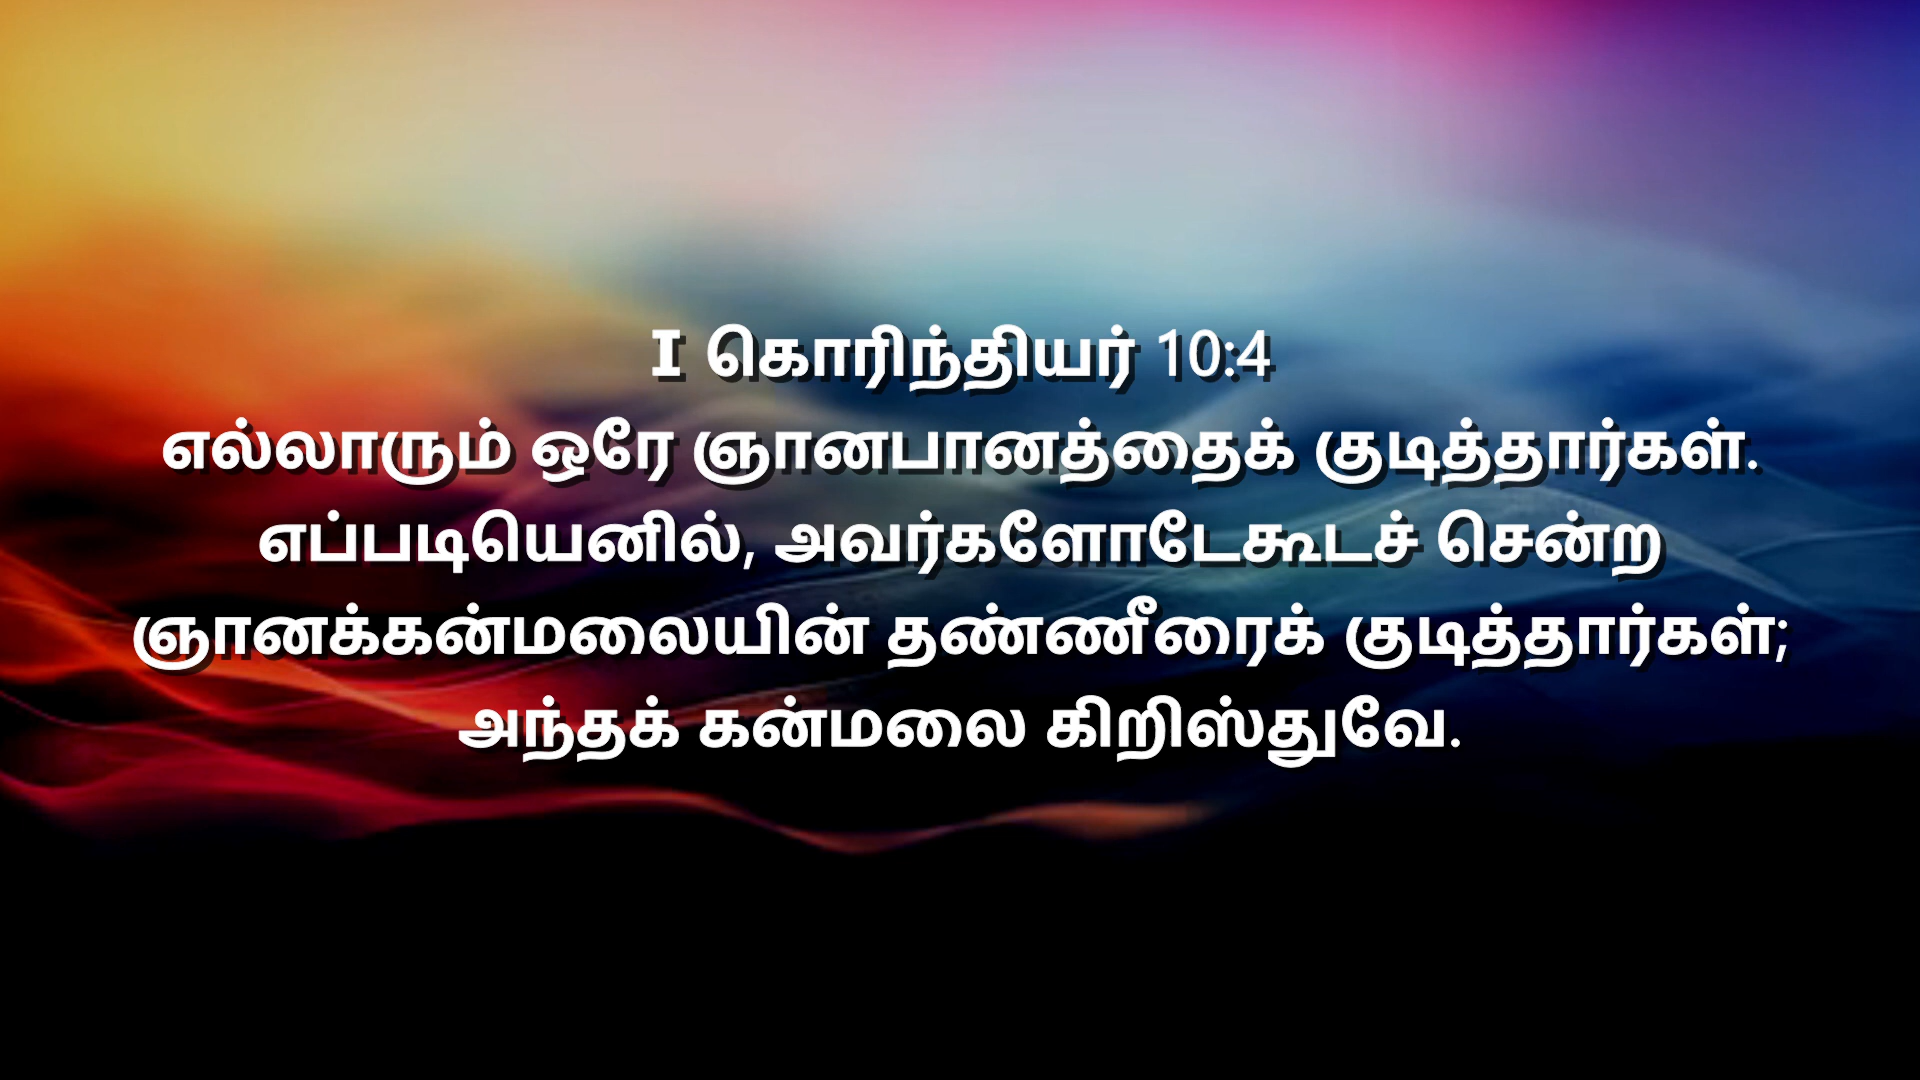 I கொரிந்தியர் 10:4
எல்லாரும் ஒரே ஞானபானத்தைக் குடித்தார்கள்.
எப்படியெனில், அவர்களோடேகூடச் சென்ற
ஞானக்கன்மலையின் தண்ணீரைக் குடித்தார்கள்;
அந்தக் கன்மலை கிறிஸ்துவே.